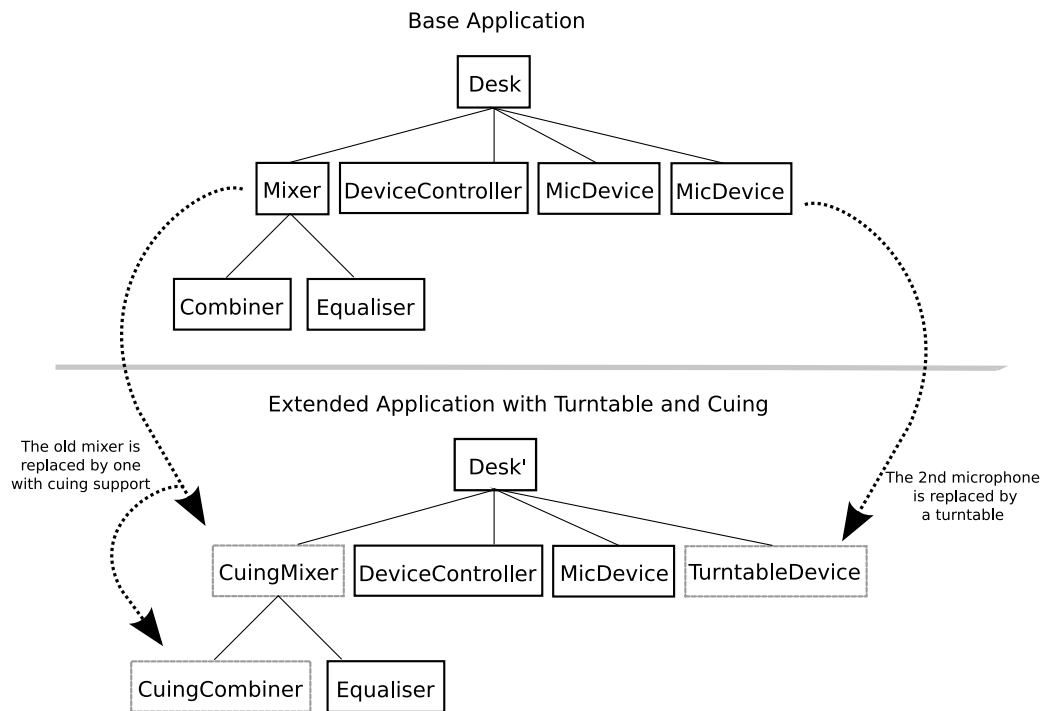 Base Application
Desk
Mixer
DeviceController
MicDevice
MicDevice
Combiner
Equaliser
Extended Application with Turntable and Cuing
The old mixer is
replaced by one
with cuing support
Desk'
The 2nd microphone
is replaced by
a turntable
CuingMixer
DeviceController
MicDevice
TurntableDevice
CuingCombiner
Equaliser